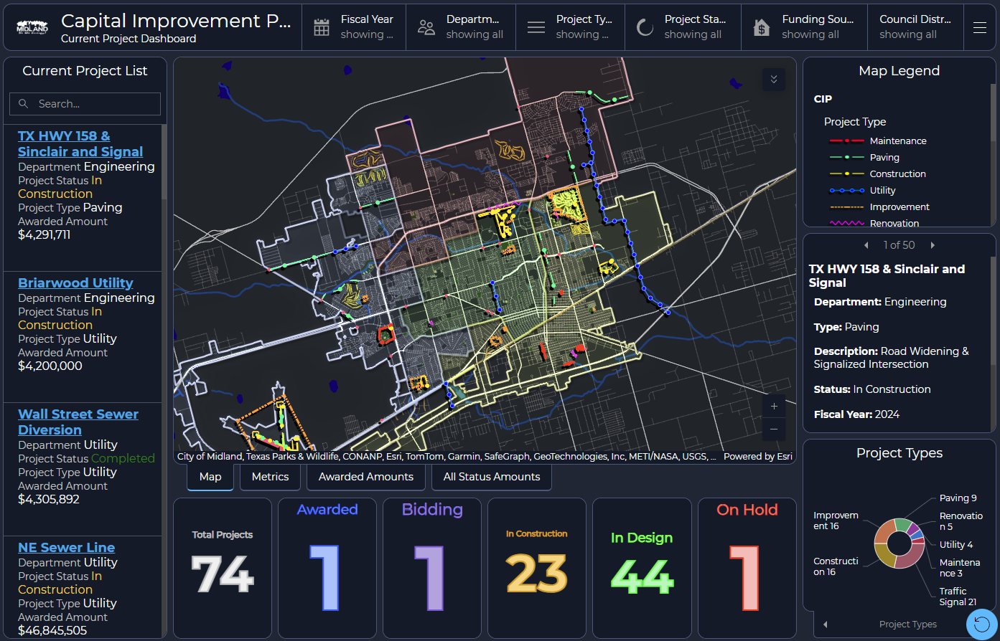 MIDLAND
Capital Improvement P...
Current Project Dashboard
Fiscal Year
showing ...
Departm...
showing all
Project Ty...
showing ...
Project Sta...
showing all
Funding Sou...
showing all
Council Distr...
showing all
Current Project List
Search...
TX HWY 158 &
Sinclair and Signal
Department Engineering
Project Status In
Construction
Project Type Paving
Awarded Amount
$4,291,711
Briarwood Utility
Department Engineering
Project Status In
Construction
Project Type Utility
Awarded Amount
$4,200,000
Wall Street Sewer
Diversion
Department Utility
Project Status Completed
Project Type Utility
Awarded Amount
$4,305,892
NE Sewer Line
Department Utility
Project Status In
Construction
Project Type Utility
Awarded Amount
$46,845,505
City of Midland, Texas Parks & Wildlife, CONANP, Esri, TomTom, Garmin, SafeGraph, GeoTechnologies, Inc, METI/NASA, USGS, ...
Powered by Esri
Map
Metrics
Awarded Amounts
All Status Amounts
Total Projects
74
Awarded
1
Bidding
1
In Construction
23
In Design
44
On Hold
1
Map Legend
CIP
Project Type
Maintenance
Paving
Construction
Utility
Improvement
Renovation
1 of 50
TX HWY 158 & Sinclair and
Signal
Department: Engineering
Type: Paving
Description: Road Widening &
Signalized Intersection
Status: In Construction
Fiscal Year: 2024
Project Types
Paving 9
Renovatio
n 5
Utility 4
Maintena
nce 3
Traffic
Signal 21
Constructi
on 16
Improvem
ent 16
Project Types